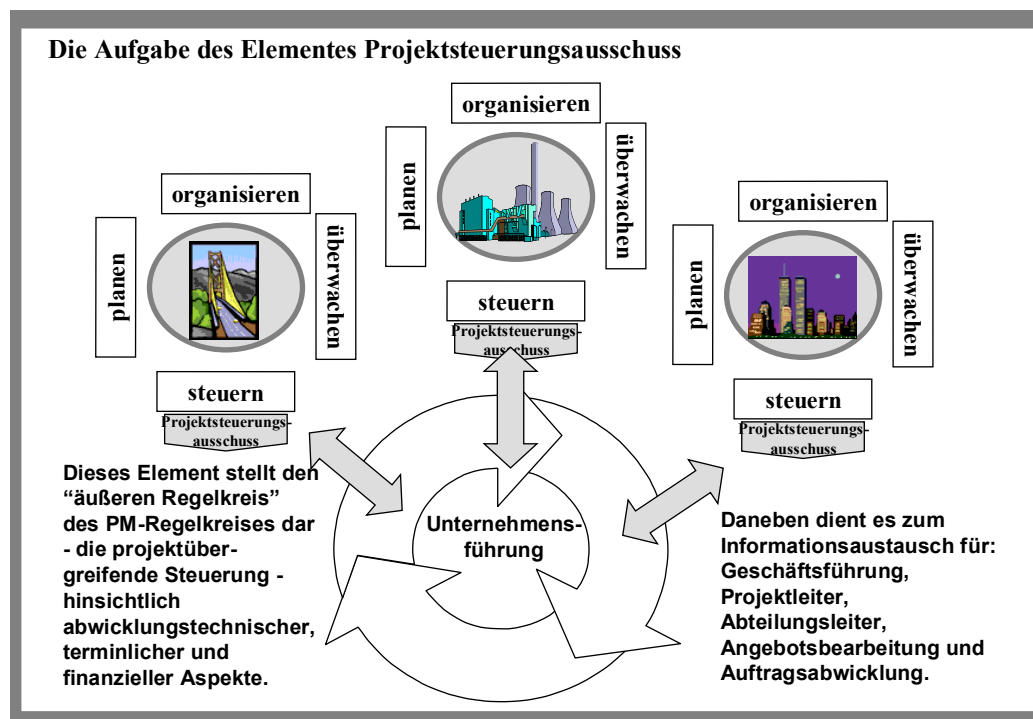 Die Aufgabe des Elementes Projektsteuerungsausschuss
organisieren
planen
überwachen
steuern
Projektsteuerungs-
ausschuss
organisieren
planen
überwachen
steuern
Projektsteuerungs-
ausschuss
organisieren
planen
überwachen
steuern
Projektsteuerungs-
ausschuss
Unternehmens-
führung
Dieses Element stellt den
“äußeren Regelkreis”
des PM-Regelkreises dar
- die projektüber-
greifende Steuerung -
hinsichtlich
abwicklungstechnischer,
terminlicher und
finanzieller Aspekte.
Daneben dient es zum
Informationsaustausch für:
Geschäftsführung,
Projektleiter,
Abteilungsleiter,
Angebotsbearbeitung und
Auftragsabwicklung.